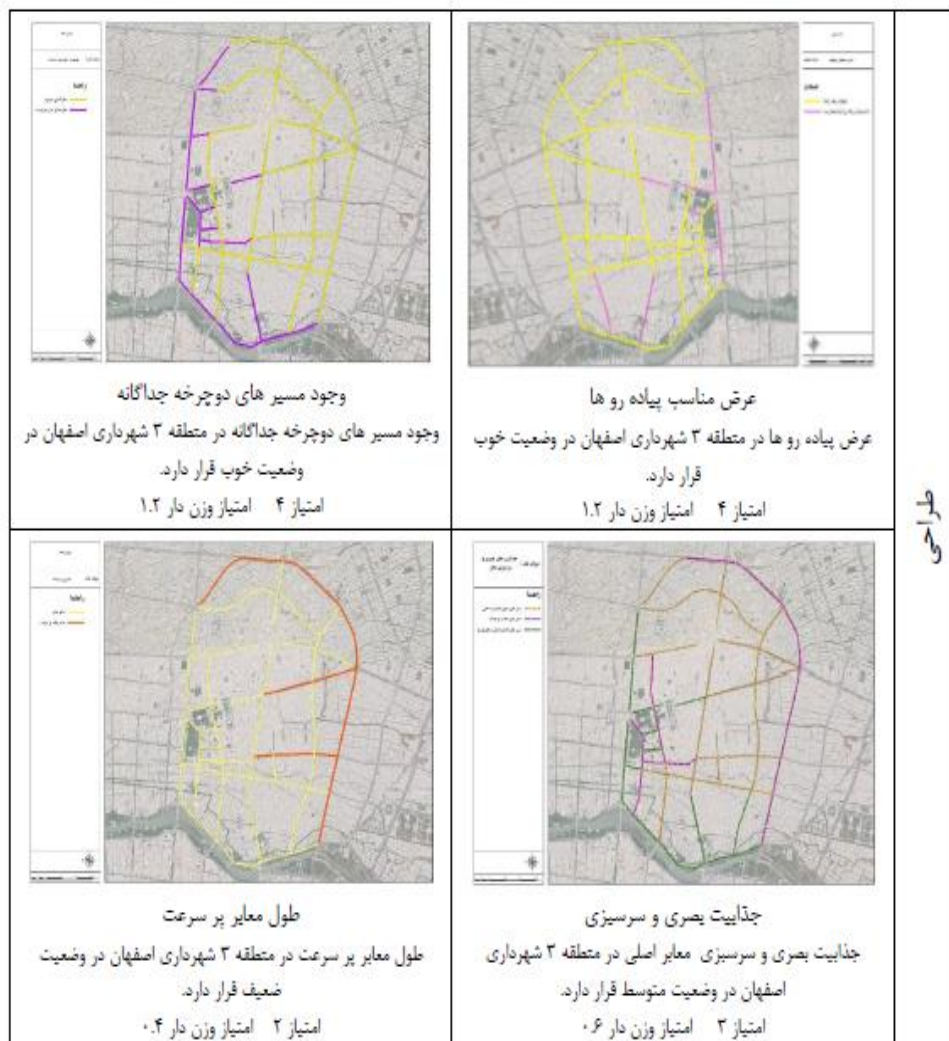 طراحی
عرض مناسب پیاده رو ها
عرض پیاده رو ها در منطقه ۳ شهرداری اصفهان در وضعیت خوب
قرار دارد.
امتیاز ۴ امتیاز وزن دار ۱.۲
وجود مسیر های دوچرخه جداگانه
وجود مسیر های دوچرخه جداگانه در منطقه ۳ شهرداری اصفهان در
وضعیت خوب قرار دارد.
امتیاز ۴ امتیاز وزن دار ۱.۲
جذابیت بصری و سرسبزی
جذابیت بصری و سرسبزی معابر اصلی در منطقه ۳ شهرداری
اصفهان در وضعیت متوسط قرار دارد.
امتیاز ۳ امتیاز وزن دار ۰.۶
طول معابر پر سرعت
طول معابر پر سرعت در منطقه ۳ شهرداری اصفهان در وضعیت
ضعیف قرار دارد.
امتیاز ۲ امتیاز وزن دار ۰.۴